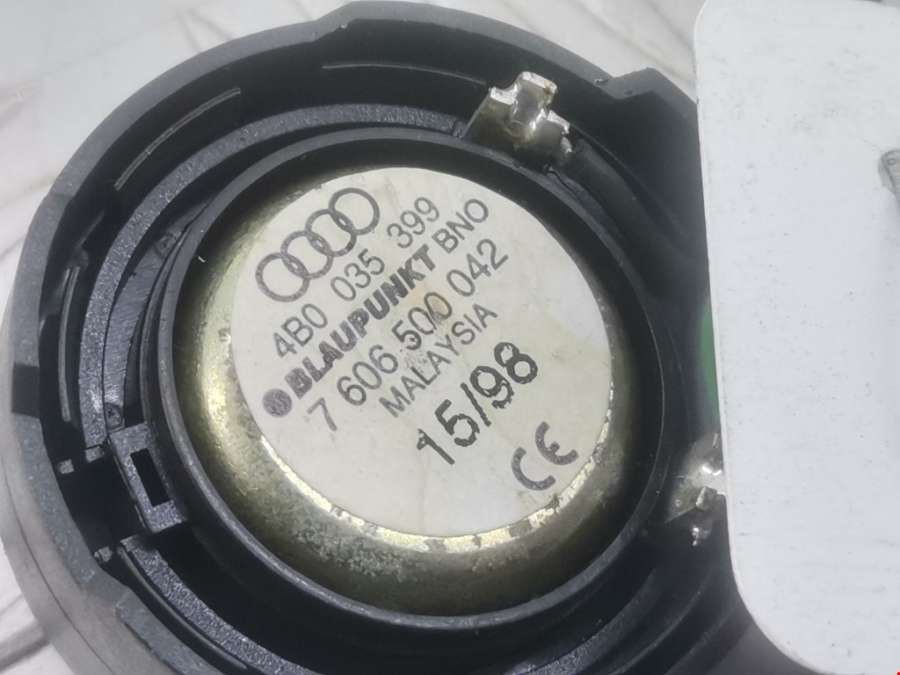 4B0 035 399
BLAUPUNKT BNO
7 606 500 042
MALAYSIA
15/98
CE